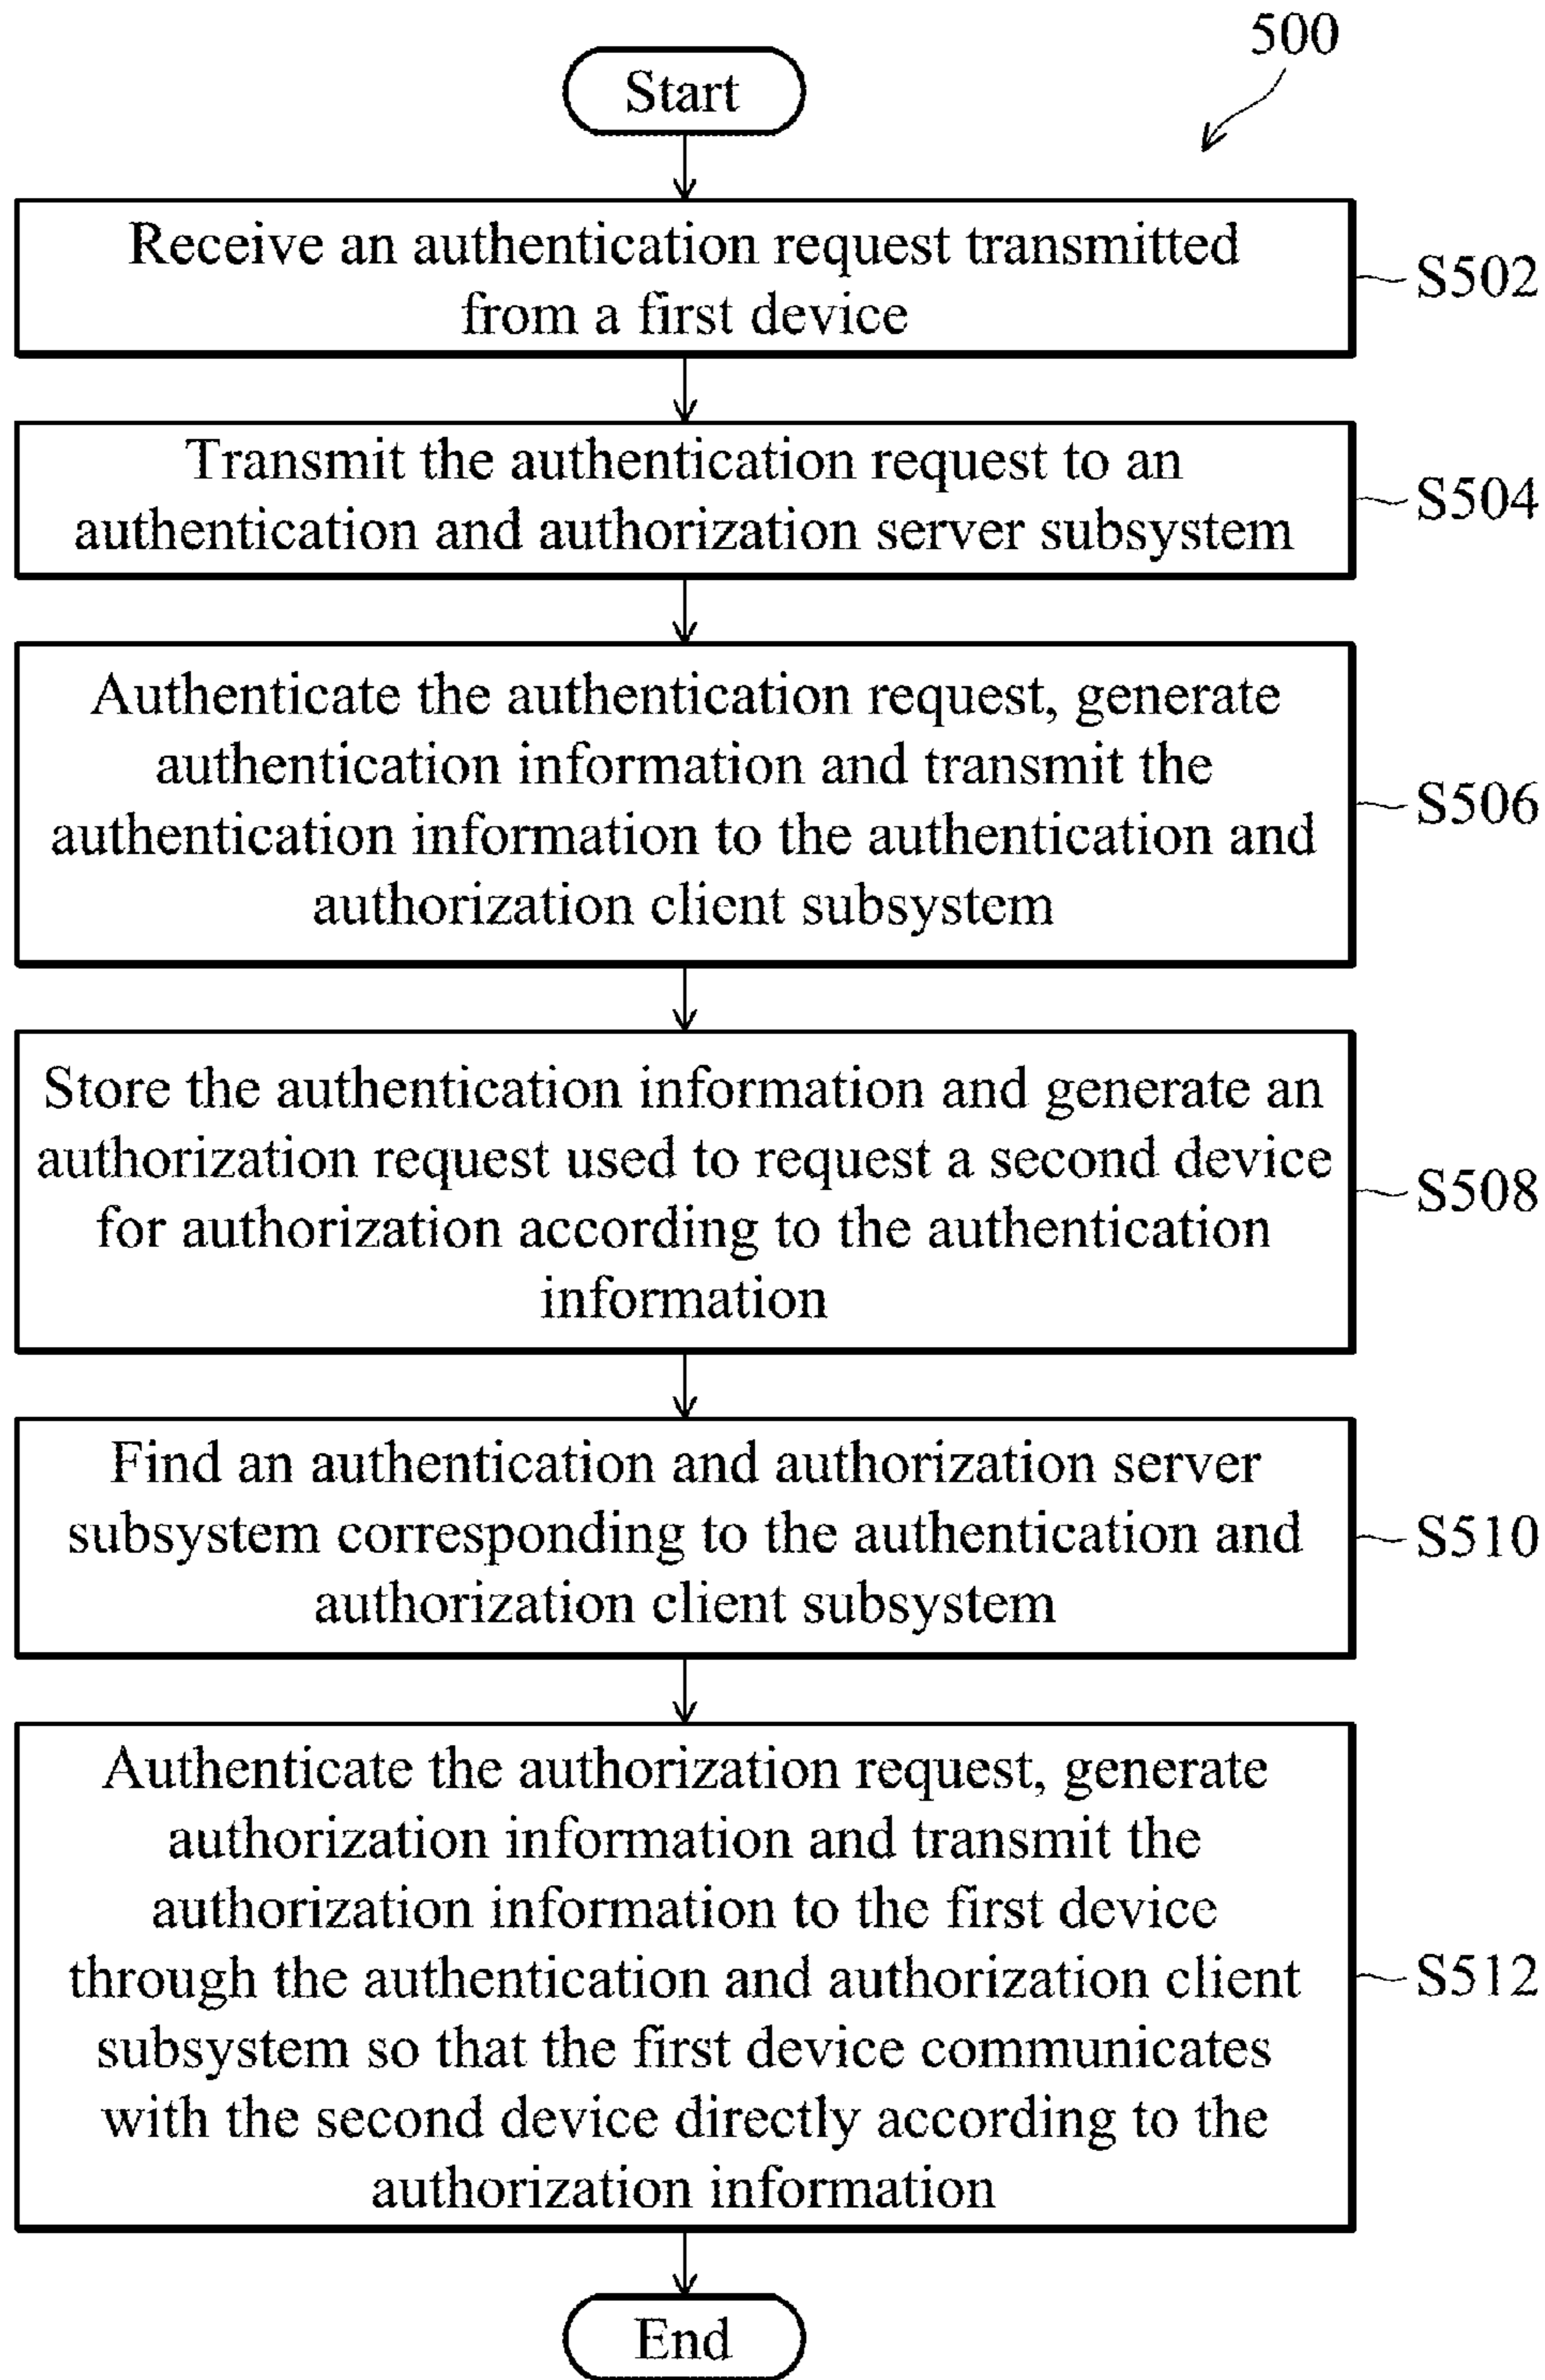 500
Start
Receive an authentication request transmitted
from a first device
S502
Transmit the authentication request to an
authentication and authorization server subsystem
S504
Authenticate the authentication request, generate
authentication information and transmit the
authentication information to the authentication and
authorization client subsystem
S506
Store the authentication information and generate an
authorization request used to request a second device
for authorization according to the authentication
information
S508
Find an authentication and authorization server
subsystem corresponding to the authentication and
authorization client subsystem
S510
Authenticate the authorization request, generate
authorization information and transmit the
authorization information to the first device
through the authentication and authorization client
subsystem so that the first device communicates
with the second device directly according to the
authorization information
S512
End